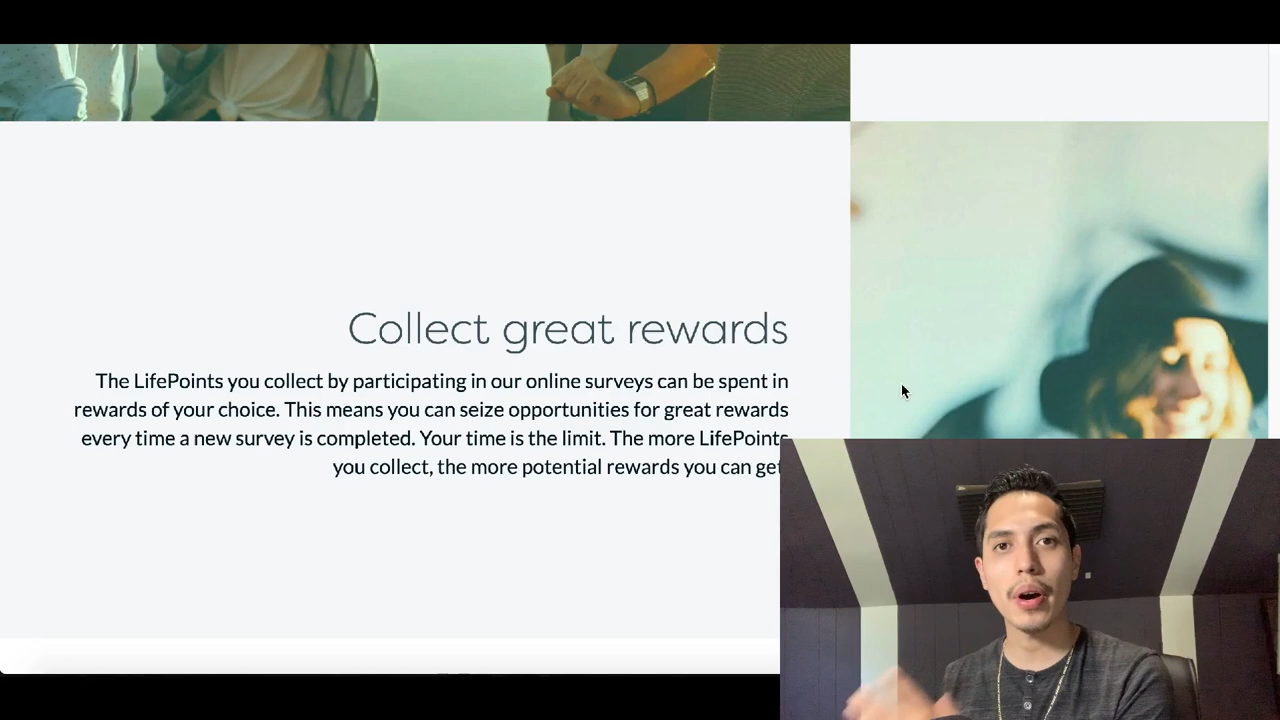 Collect great rewards
The LifePoints you collect by participating in our online surveys can be spent in
rewards of your choice. This means you can seize opportunities for great rewards
every time a new survey is completed. Your time is the limit. The more LifePoints
you collect, the more potential rewards you can get.